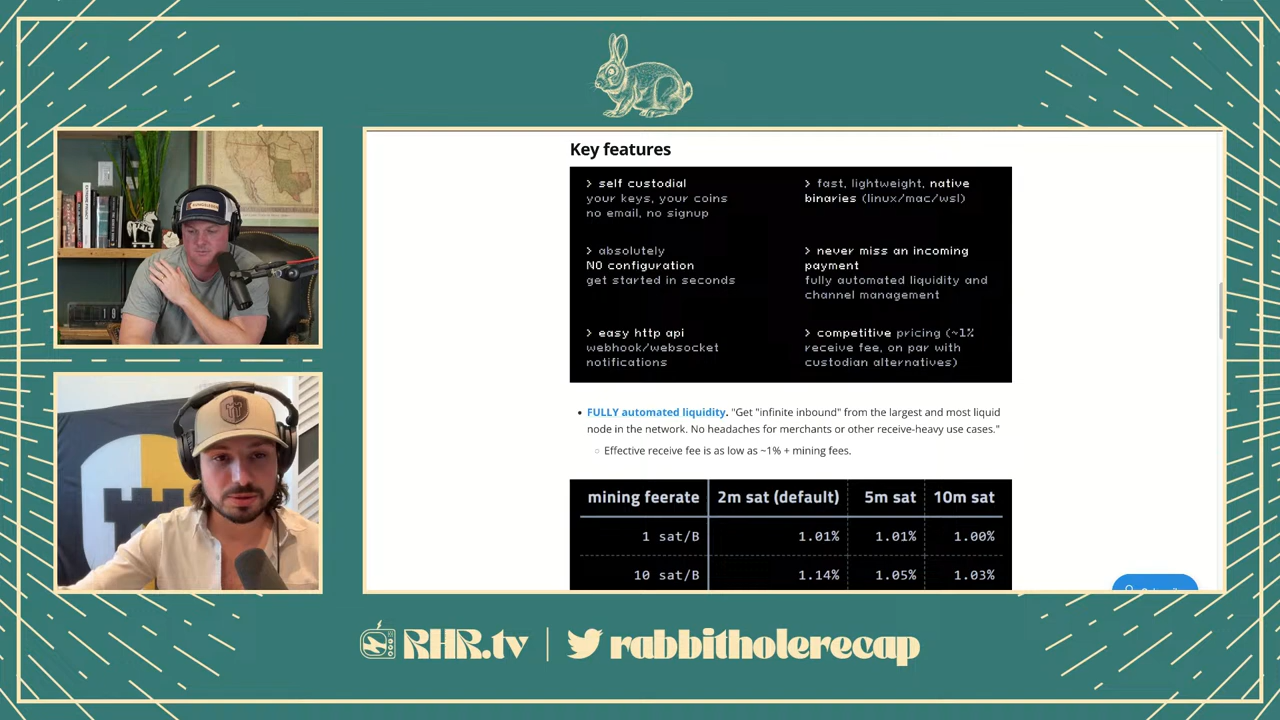 Key features
> self custodial
your keys, your coins
no email, no signup
> fast, lightweight, native
binaries (linux/mac/wsl)
> absolutely
NO configuration
get started in seconds
> never miss an incoming
payment
fully automated liquidity and
channel management
> easy http api
webhook/websocket
notifications
> competitive pricing (~1%
receive fee, on par with
custodian alternatives)
• FULLY automated liquidity. "Get "infinite inbound" from the largest and most liquid
node in the network. No headaches for merchants or other receive-heavy use cases."
○ Effective receive fee is as low as ~1% + mining fees.
mining feerate 2m sat (default) 5m sat 10m sat
1 sat/B 1.01% 1.01% 1.00%
10 sat/B 1.14% 1.05% 1.03%
RHR.tv | rabbitholerecap